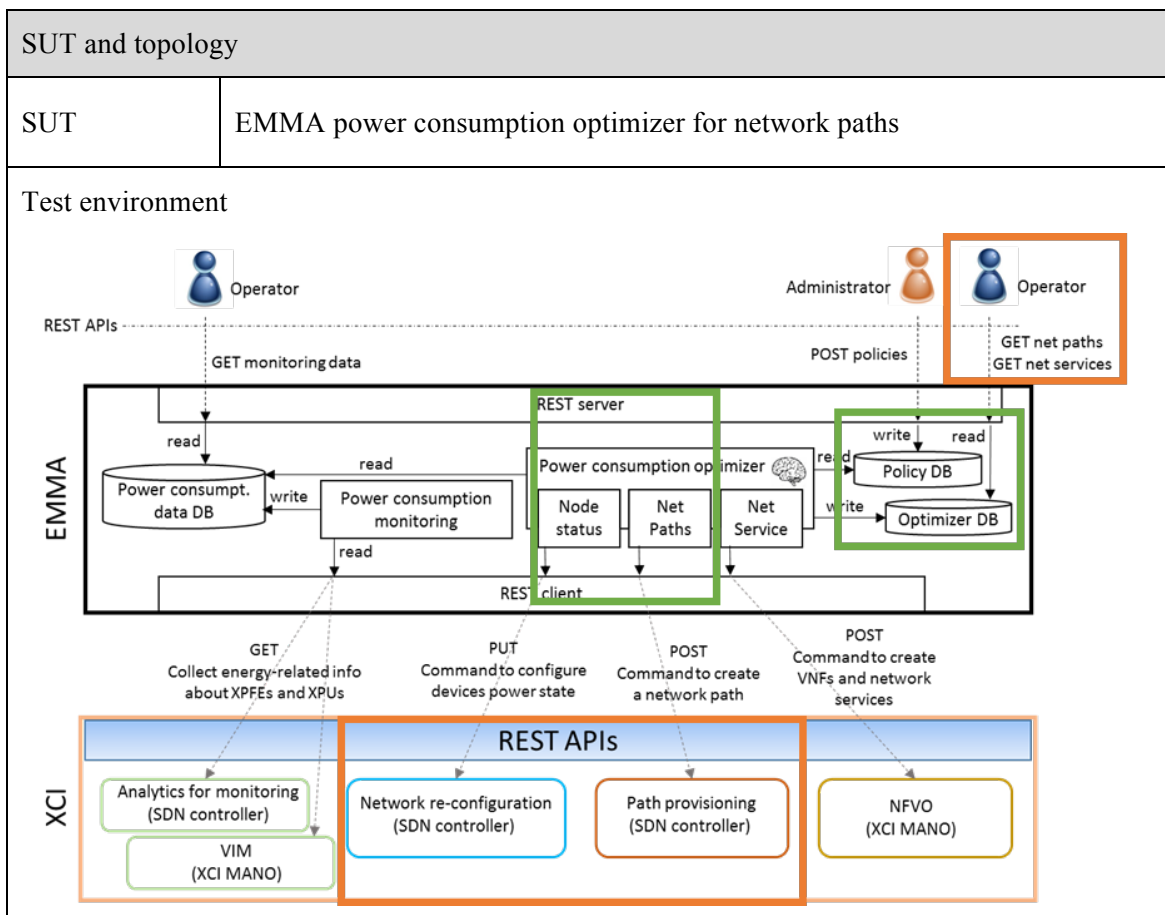 SUT and topology
SUT
EMMA power consumption optimizer for network paths
Test environment
Operator
Administrator
Operator
REST APIs
GET monitoring data
POST policies
GET net paths
GET net services
EMMA
REST server
read
write
read
read
Power consumption optimizer
read
Policy DB
Power consumpt.
data DB
write
Power consumption
monitoring
Node
status
Net
Paths
Net
Service
write
Optimizer DB
read
REST client
GET
Collect energy-related info
about XPFEs and XPUs
PUT
Command to configure
devices power state
POST
Command to create
a network path
POST
Command to create
VNFs and network
services
XCI
REST APIs
Analytics for monitoring
(SDN controller)
VIM
(XCI MANO)
Network re-configuration
(SDN controller)
Path provisioning
(SDN controller)
NFVO
(XCI MANO)